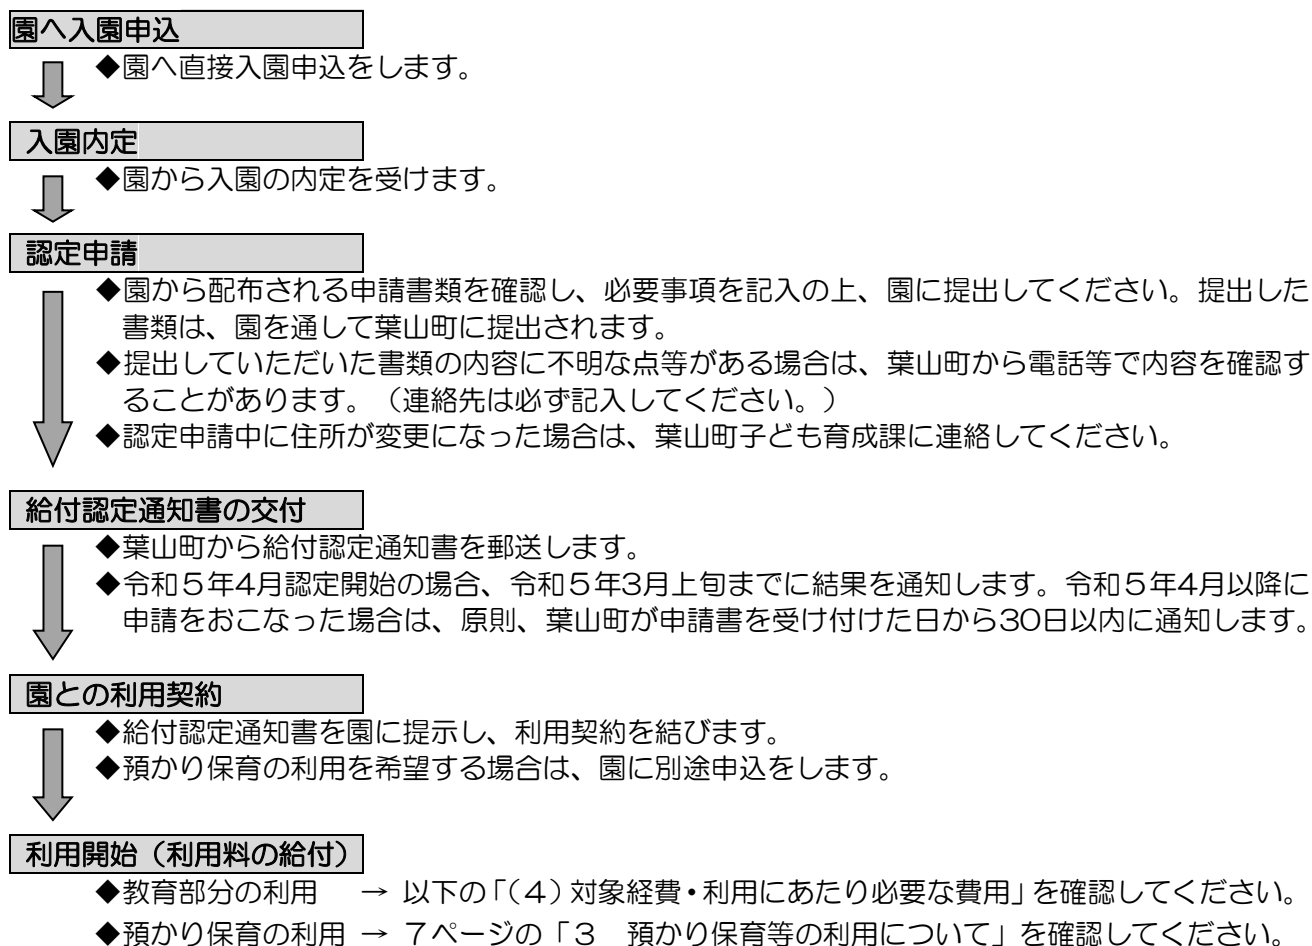 園へ入園申込
◆園へ直接入園申込をします。
入園内定
◆園から入園の内定を受けます。
認定申請
◆園から配布される申請書類を確認し、必要事項を記入の上、園に提出してください。提出した
書類は、園を通して葉山町に提出されます。
◆提出していただいた書類の内容に不明な点等がある場合は、葉山町から電話等で内容を確認す
ることがあります。（連絡先は必ず記入してください。）
◆認定申請中に住所が変更になった場合は、葉山町子ども育成課に連絡してください。
給付認定通知書の交付
◆葉山町から給付認定通知書を郵送します。
◆令和５年4月認定開始の場合、令和５年3月上旬までに結果を通知します。令和５年4月以降に
申請をおこなった場合は、原則、葉山町が申請書を受け付けた日から30日以内に通知します。
園との利用契約
◆給付認定通知書を園に提示し、利用契約を結びます。
◆預かり保育の利用を希望する場合は、園に別途申込をします。
利用開始（利用料の給付）
◆教育部分の利用　→ 以下の「(４)対象経費・利用にあたり必要な費用」を確認してください。
◆預かり保育の利用 → ７ページの「３　預かり保育等の利用について」を確認してください。